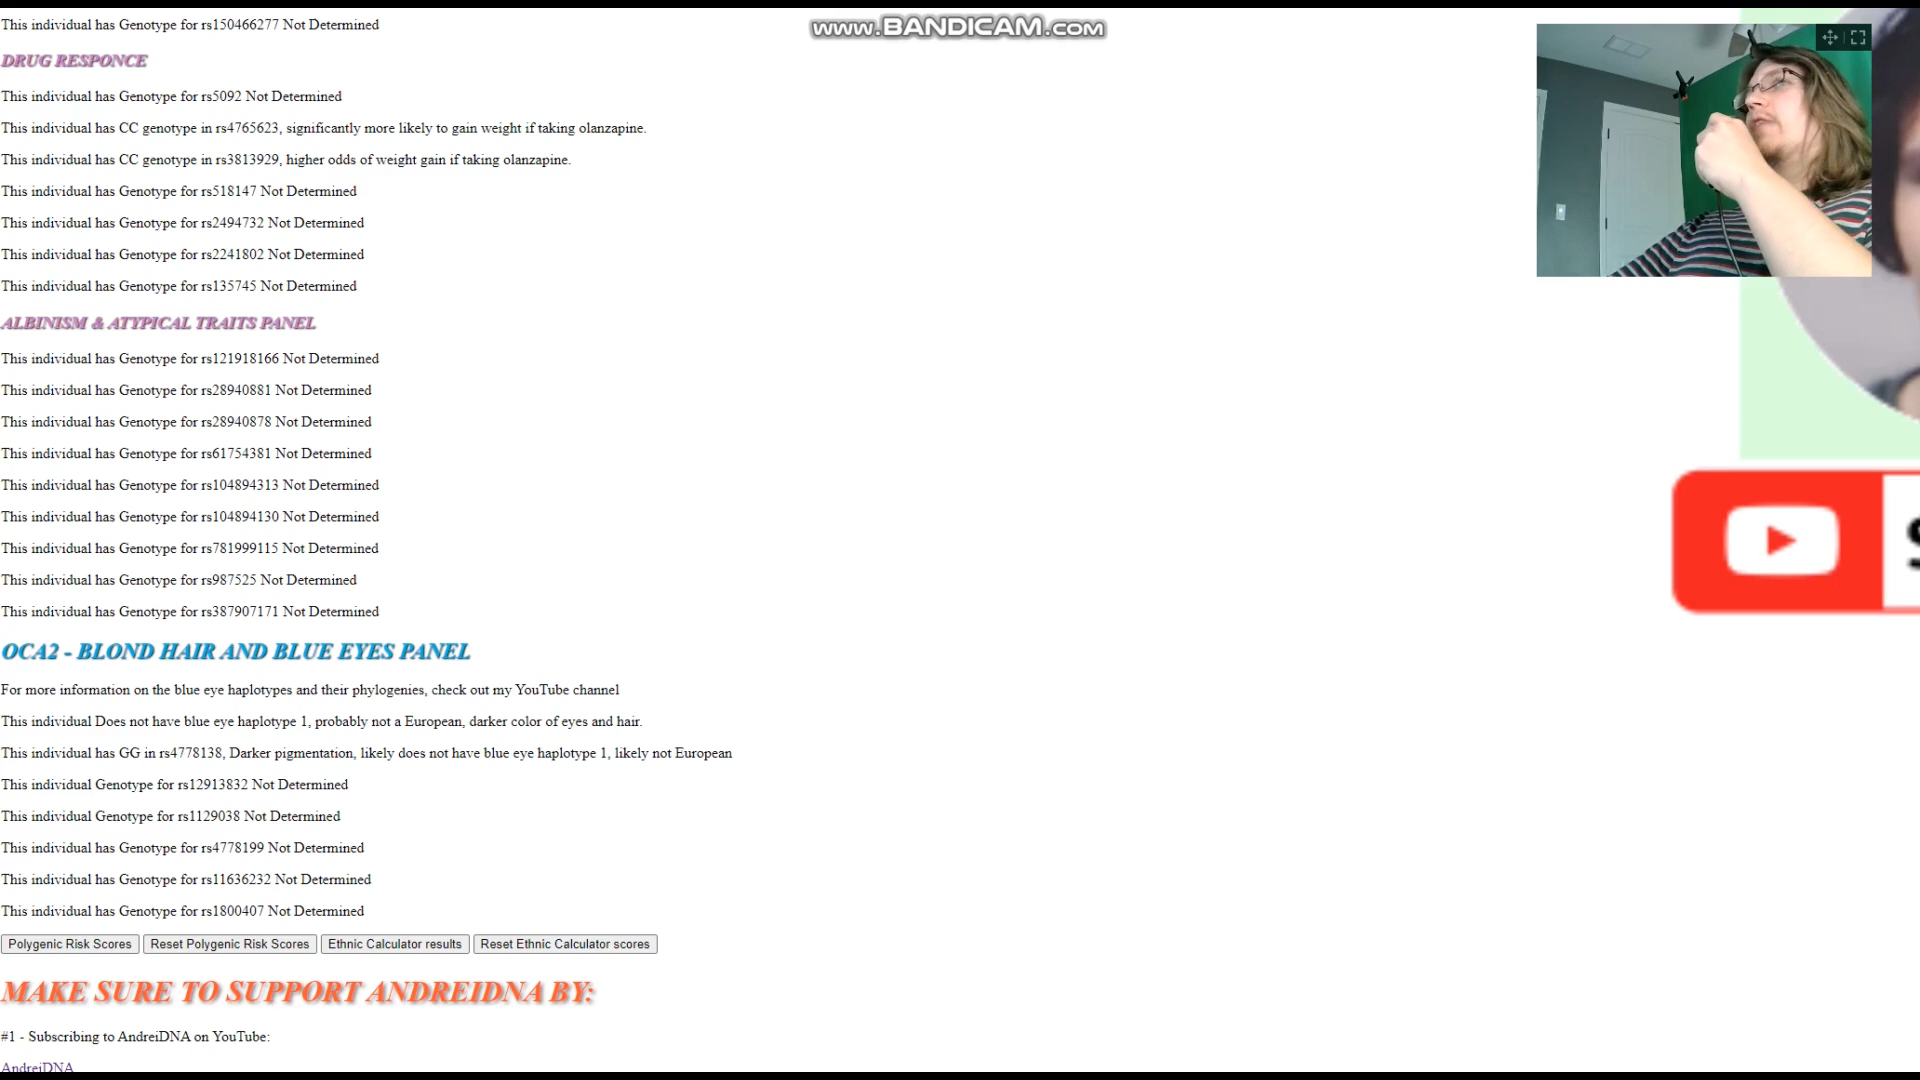 This individual has Genotype for rs150466277 Not Determined
www.BANDICAM.com
DRUG RESPONCE
This individual has Genotype for rs5092 Not Determined
This individual has CC genotype in rs4765623, significantly more likely to gain weight if taking olanzapine.
This individual has CC genotype in rs3813929, higher odds of weight gain if taking olanzapine.
This individual has Genotype for rs518147 Not Determined
This individual has Genotype for rs2494732 Not Determined
This individual has Genotype for rs2241802 Not Determined
This individual has Genotype for rs135745 Not Determined
ALBINISM & ATYPICAL TRAITS PANEL
This individual has Genotype for rs121918166 Not Determined
This individual has Genotype for rs28940881 Not Determined
This individual has Genotype for rs28940878 Not Determined
This individual has Genotype for rs61754381 Not Determined
This individual has Genotype for rs104894313 Not Determined
This individual has Genotype for rs104894130 Not Determined
This individual has Genotype for rs781999115 Not Determined
This individual has Genotype for rs987525 Not Determined
This individual has Genotype for rs387907171 Not Determined
OCA2 - BLOND HAIR AND BLUE EYES PANEL
For more information on the blue eye haplotypes and their phylogenies, check out my YouTube channel
This individual Does not have blue eye haplotype 1, probably not a European, darker color of eyes and hair.
This individual has GG in rs4778138, Darker pigmentation, likely does not have blue eye haplotype 1, likely not European
This individual Genotype for rs12913832 Not Determined
This individual Genotype for rs1129038 Not Determined
This individual has Genotype for rs4778199 Not Determined
This individual has Genotype for rs11636232 Not Determined
This individual has Genotype for rs1800407 Not Determined
Polygenic Risk Scores Reset Polygenic Risk Scores Ethnic Calculator results Reset Ethnic Calculator scores
MAKE SURE TO SUPPORT ANDREIDNA BY:
#1 - Subscribing to AndreiDNA on YouTube:
AndreiDNA